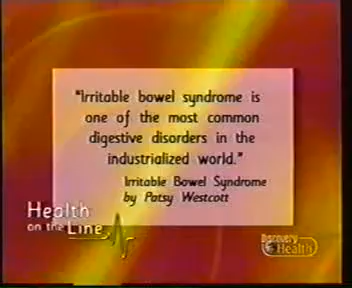 "Irritable bowel syndrome is
one of the most common
digestive disorders in the
industrialized world."
Irritable Bowel Syndrome
by Patsy Westcott
Health
on the Line
Discovery
Health